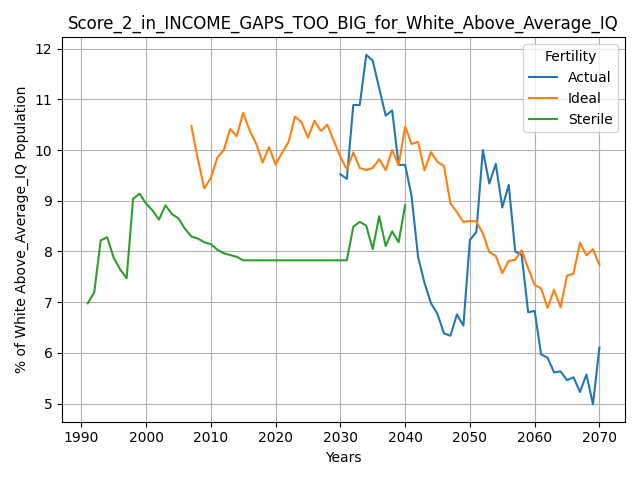 Score_2_in_INCOME_GAPS_TOO_BIG_for_White_Above_Average_IQ
Fertility
Actual
Ideal
Sterile
% of White Above_Average_IQ Population
12
11
10
9
8
7
6
5
1990 2000 2010 2020 2030 2040 2050 2060 2070
Years